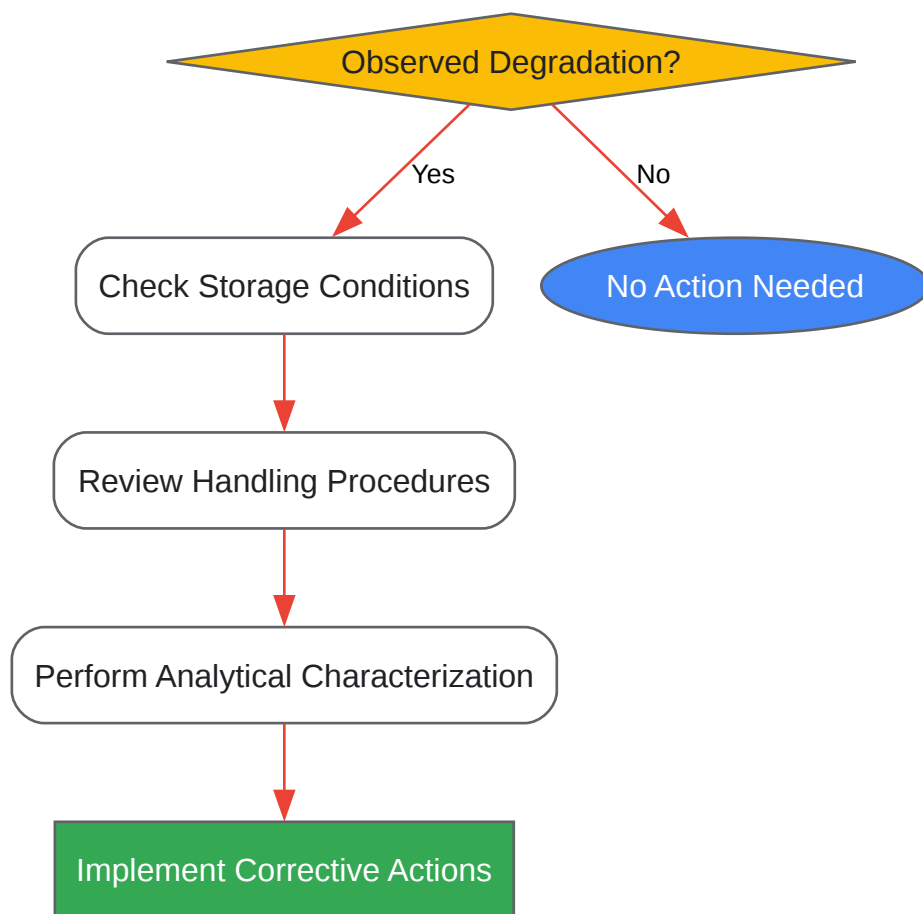 Observed Degradation?
Yes
No
Check Storage Conditions
No Action Needed
Review Handling Procedures
Perform Analytical Characterization
Implement Corrective Actions